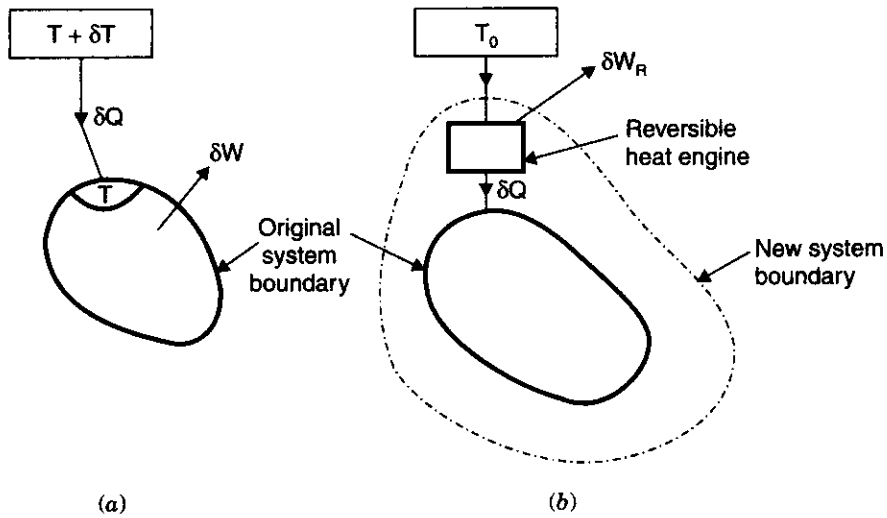 T + δT
δQ
δW
T
Original
system
boundary
(a)
T₀
δW_R
Reversible
heat engine
δQ
New system
boundary
(b)